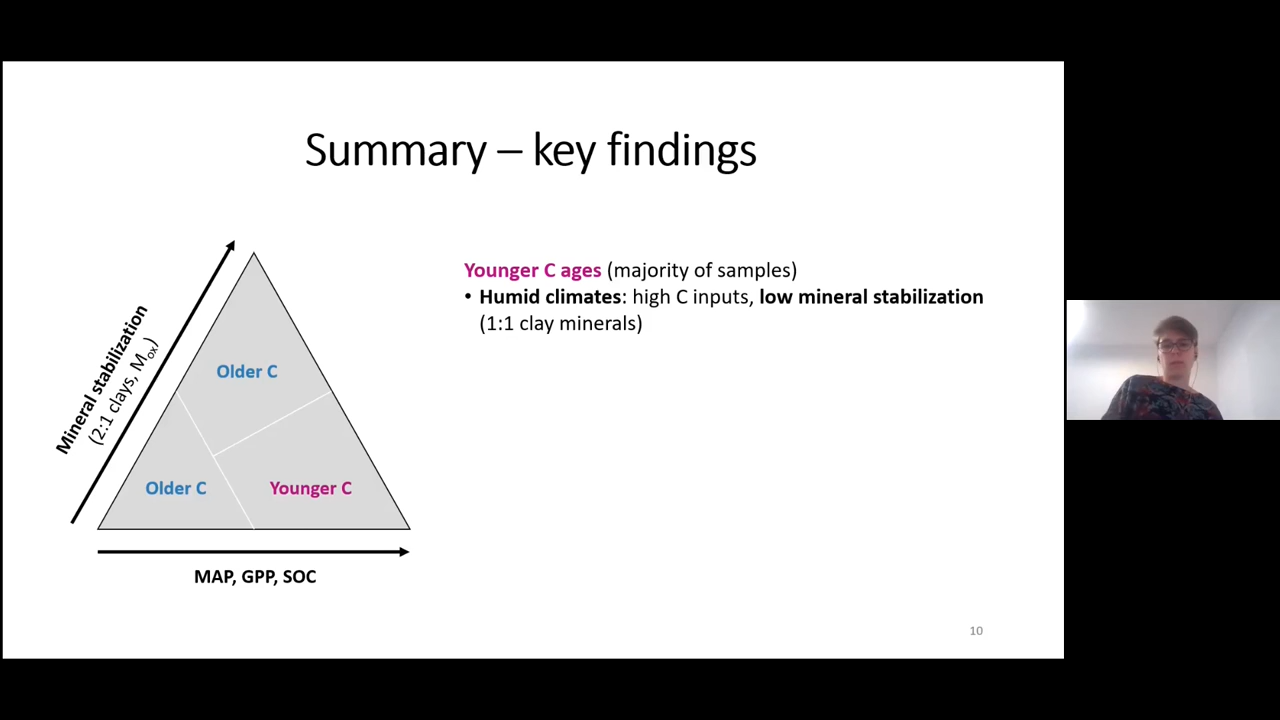 Summary – key findings
Younger C ages (majority of samples)
• Humid climates: high C inputs, low mineral stabilization
(1:1 clay minerals)
Mineral stabilization
(2:1 clays, Mox)
Older C
Older C
Younger C
MAP, GPP, SOC
10